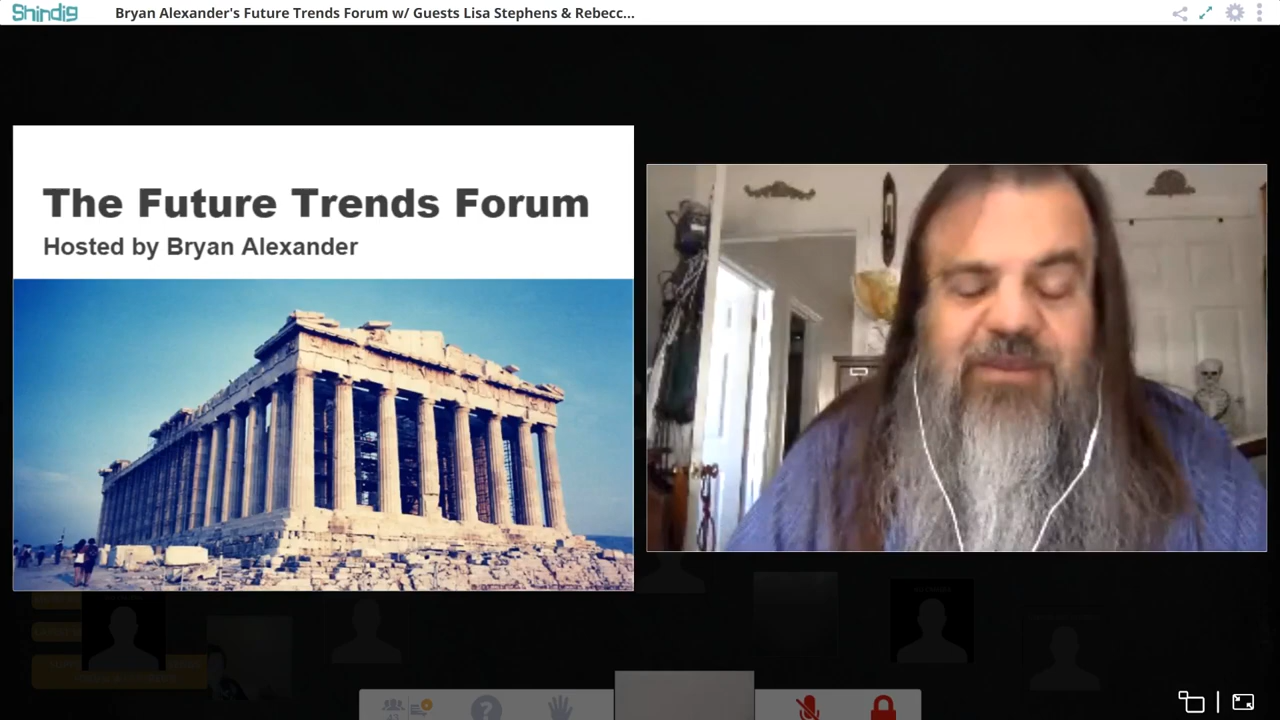 Shindig
Bryan Alexander's Future Trends Forum w/ Guests Lisa Stephens & Rebecc...
The Future Trends Forum
Hosted by Bryan Alexander